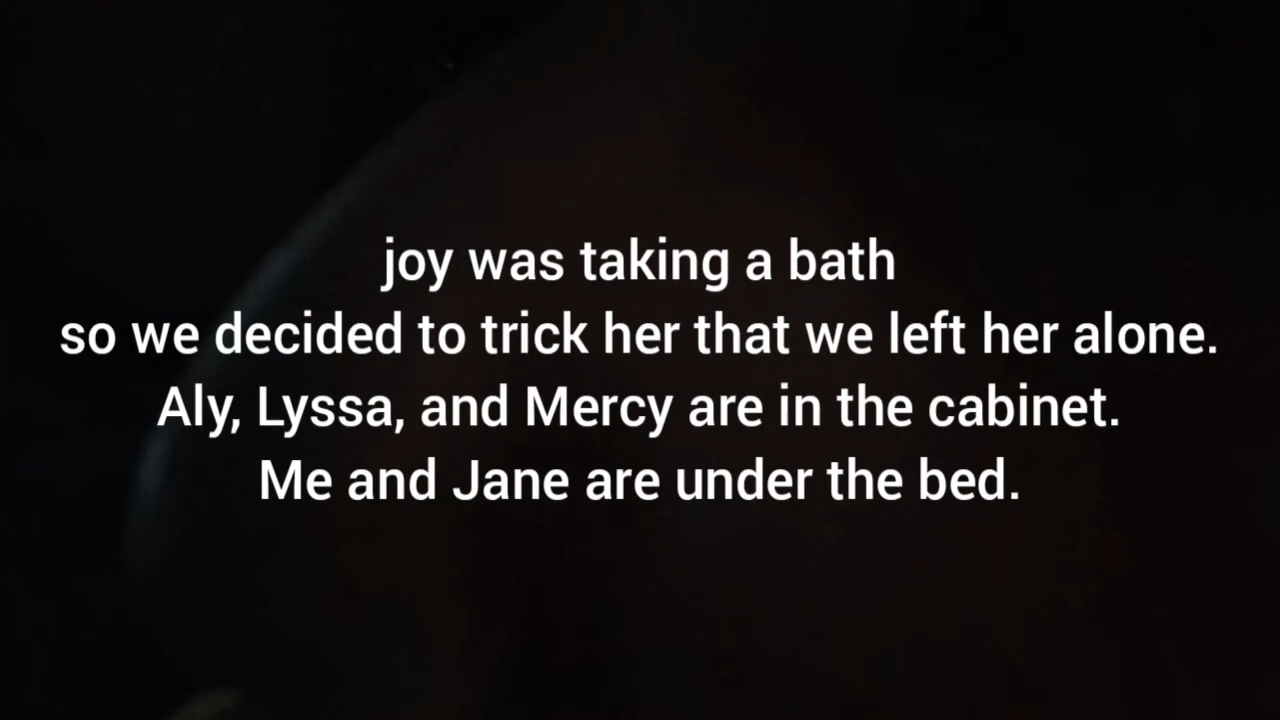 joy was taking a bath
so we decided to trick her that we left her alone.
Aly, Lyssa, and Mercy are in the cabinet.
Me and Jane are under the bed.